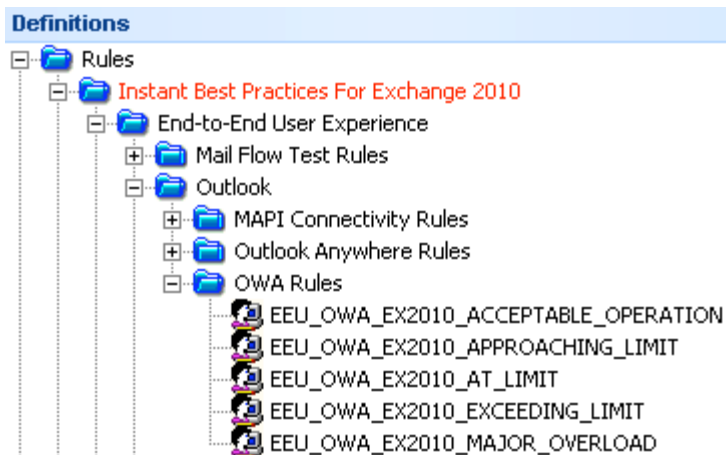 Definitions
Rules
Instant Best Practices For Exchange 2010
End-to-End User Experience
Mail Flow Test Rules
Outlook
MAPI Connectivity Rules
Outlook Anywhere Rules
OWA Rules
EEU_OWA_EX2010_ACCEPTABLE_OPERATION
EEU_OWA_EX2010_APPROACHING_LIMIT
EEU_OWA_EX2010_AT_LIMIT
EEU_OWA_EX2010_EXCEEDING_LIMIT
EEU_OWA_EX2010_MAJOR_OVERLOAD